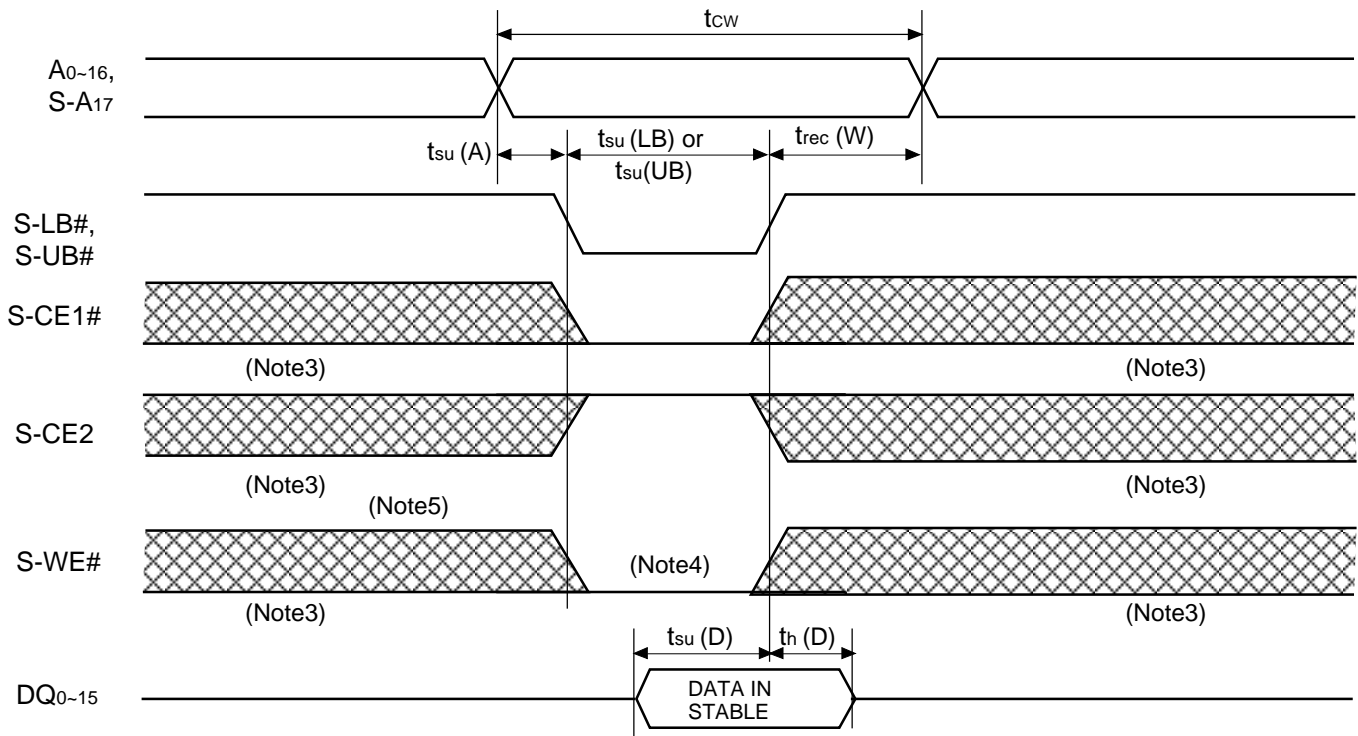 tCW
A0~16,
S-A17
tsu (A)
tsu (LB) or
tsu(UB)
trec (W)
S-LB#,
S-UB#
S-CE1#
(Note3)
(Note3)
S-CE2
(Note3)
(Note3)
(Note5)
S-WE#
(Note4)
(Note3)
(Note3)
tsu (D)
th (D)
DQ0~15
DATA IN
STABLE